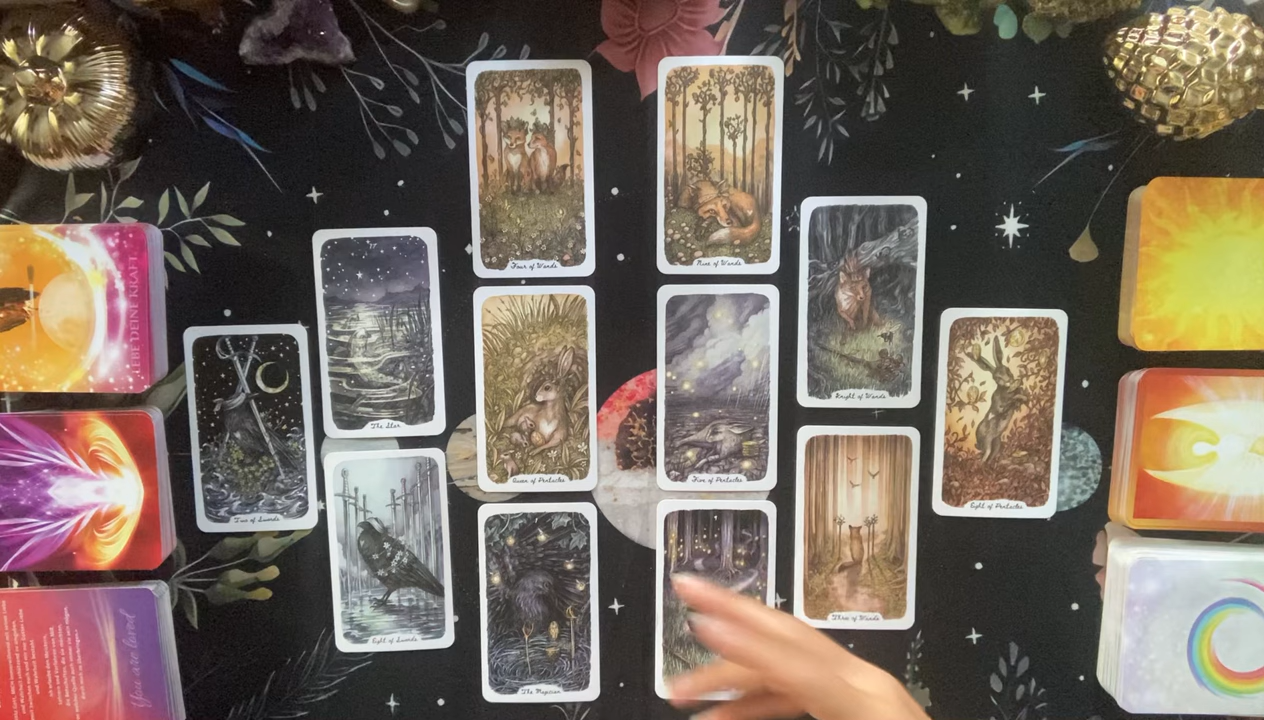 Four of Wands
Nine of Wands
The Star
Knight of Wands
Two of Swords
Queen of Pentacles
Five of Pentacles
Eight of Pentacles
Eight of Swords
The Magician
Three of Wands
LEBE DEINE KRAFT
You are loved